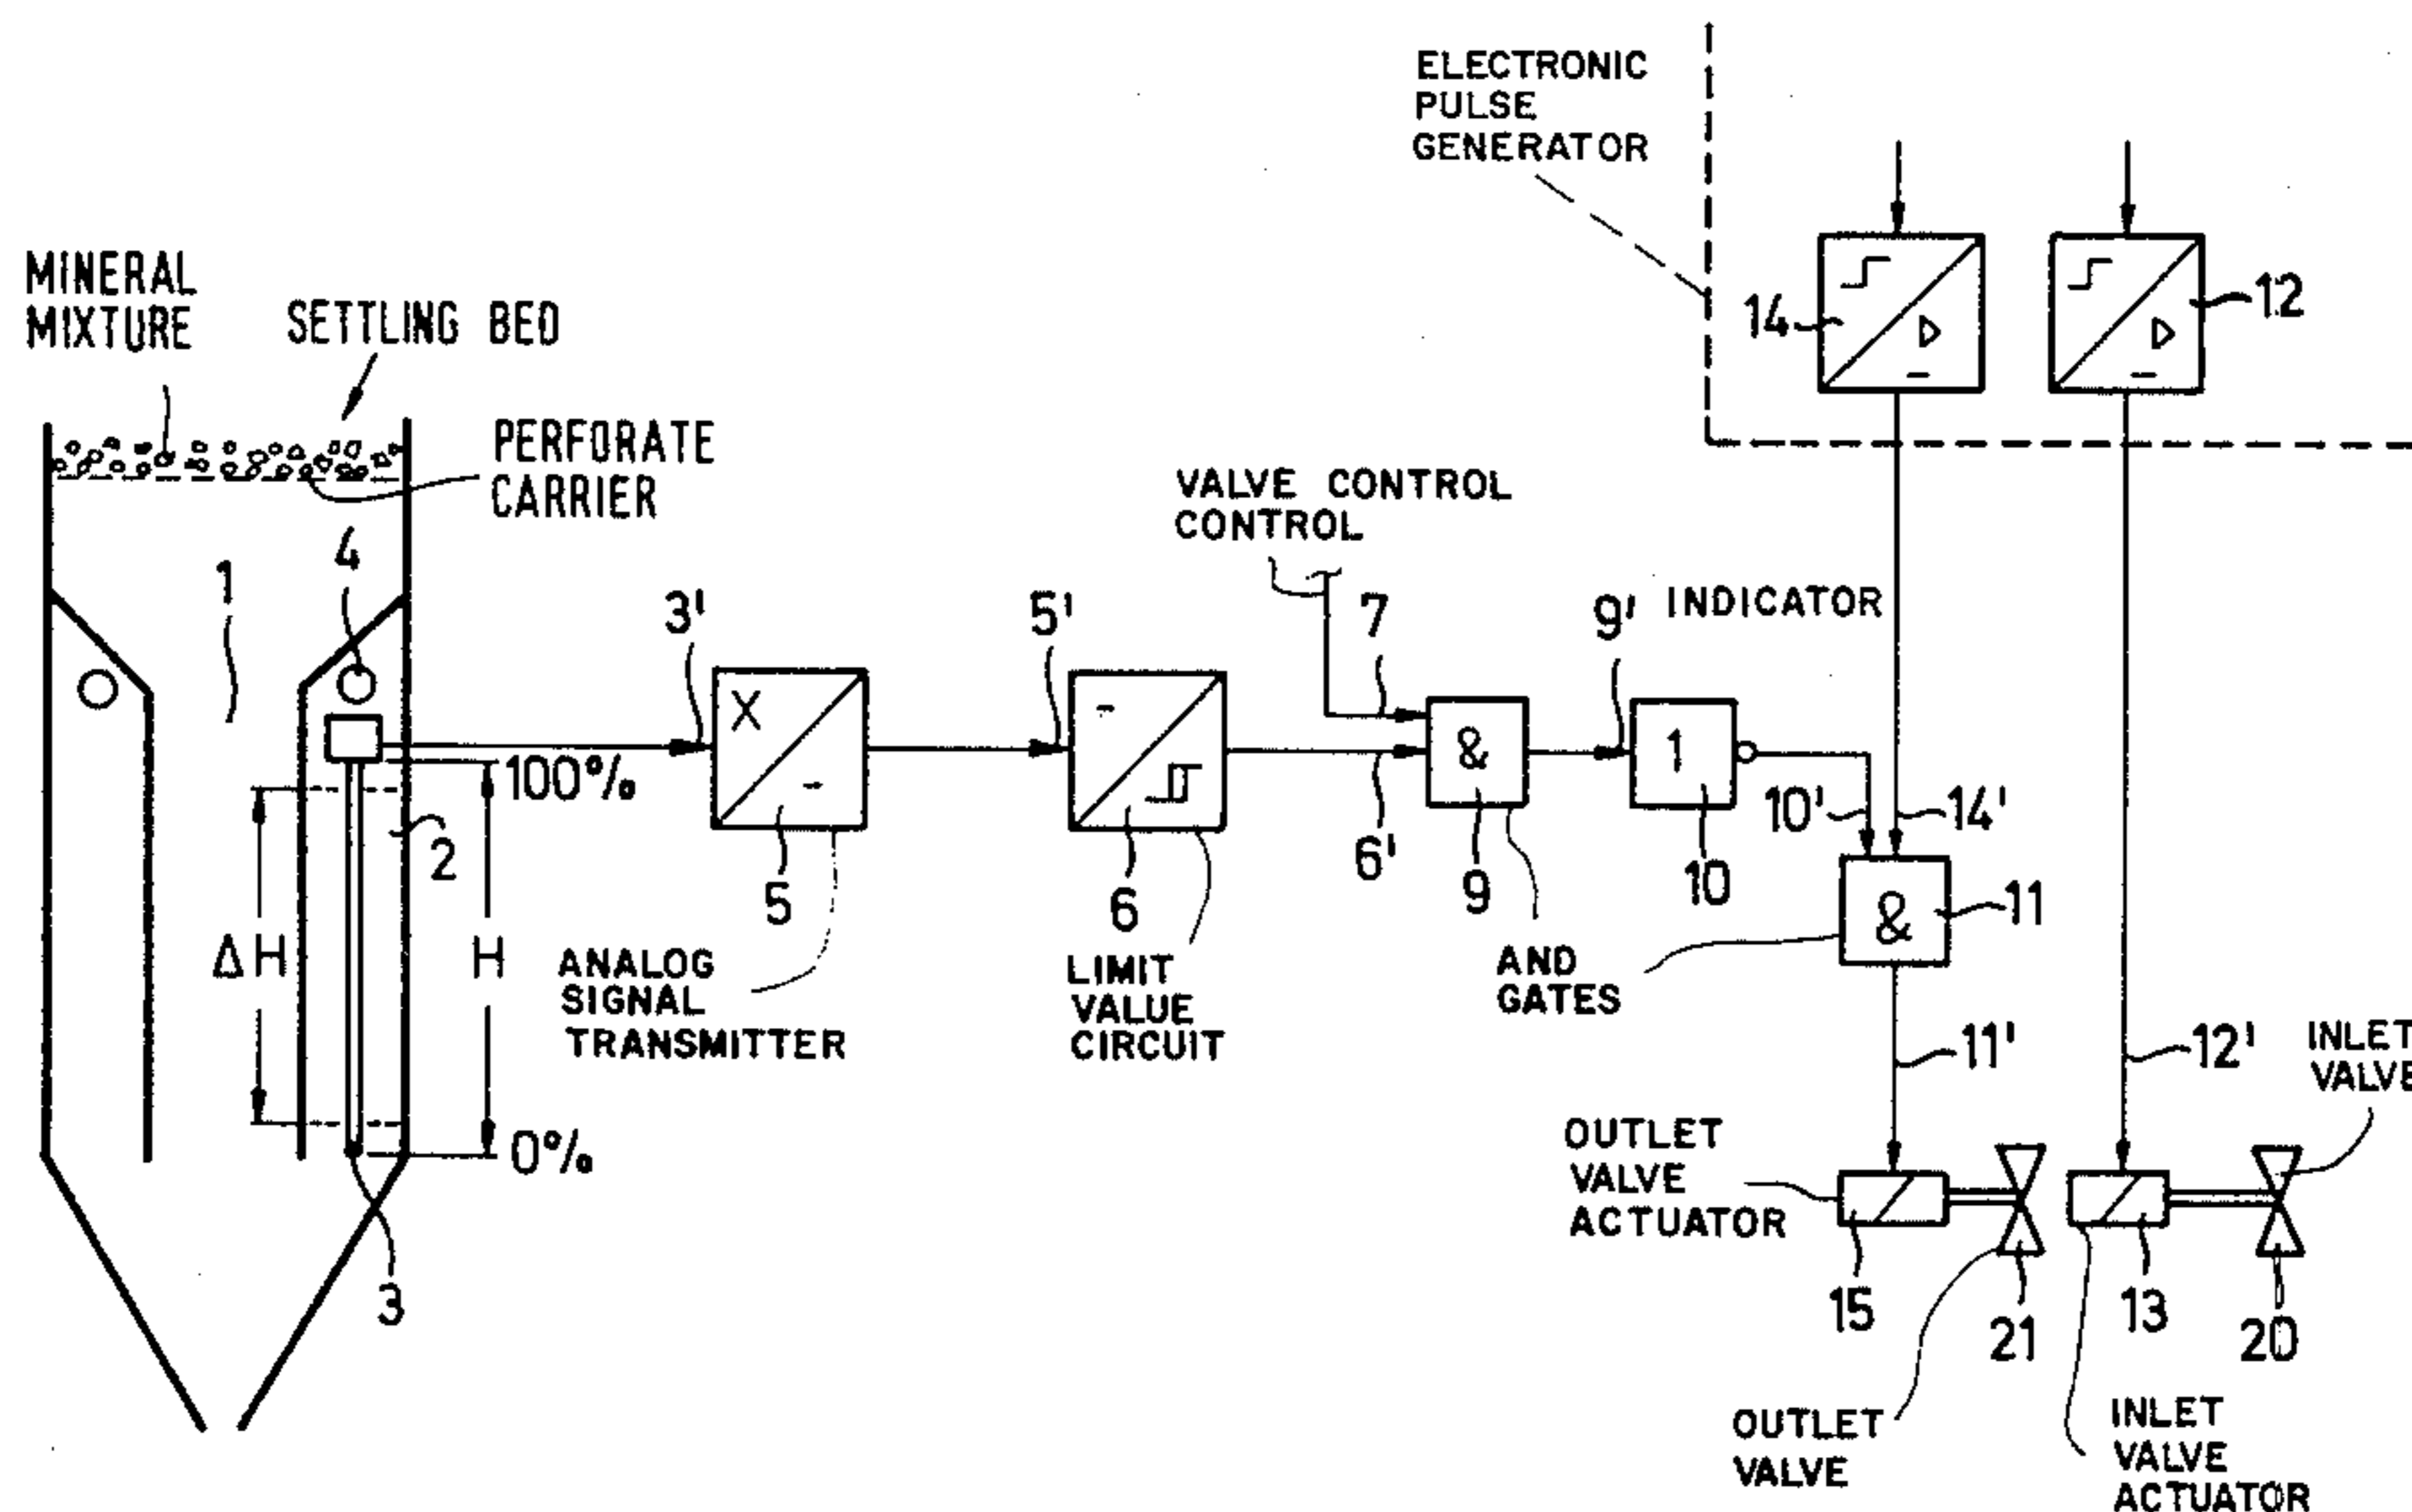 ELECTRONIC
PULSE
GENERATOR
MINERAL
MIXTURE
SETTLING BED
PERFORATE
CARRIER
14
12
VALVE CONTROL
CONTROL
1
4
3'
5'
7
9'
INDICATOR
X
-
-
&
1
100%
2
5
6
6'
9
10
10'
14'
11
&
ΔH
H
ANALOG
SIGNAL
TRANSMITTER
LIMIT
VALUE
CIRCUIT
AND
GATES
11'
12'
INLET
VALVE
0%
OUTLET
VALVE
ACTUATOR
3
15
21
13
20
OUTLET
VALVE
INLET
VALVE
ACTUATOR